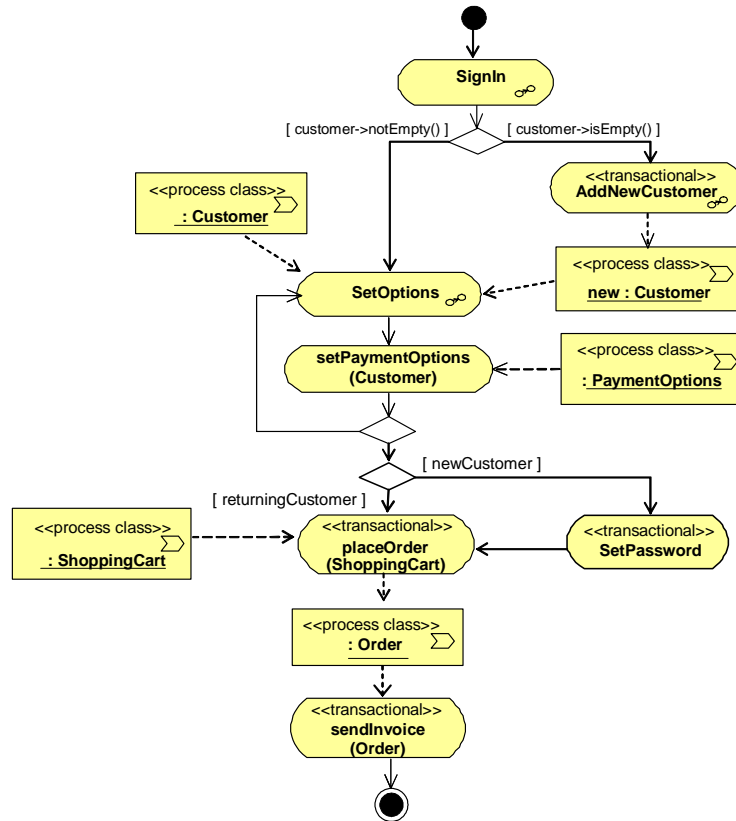 SignIn
[ customer->notEmpty() ]
[ customer->isEmpty() ]
<<transactional>>
AddNewCustomer
<<process class>>
: Customer
<<process class>>
new : Customer
SetOptions
setPaymentOptions
(Customer)
<<process class>>
: PaymentOptions
[ newCustomer ]
[ returningCustomer ]
<<process class>>
: ShoppingCart
<<transactional>>
placeOrder
(ShoppingCart)
<<transactional>>
SetPassword
<<process class>>
: Order
<<transactional>>
sendInvoice
(Order)